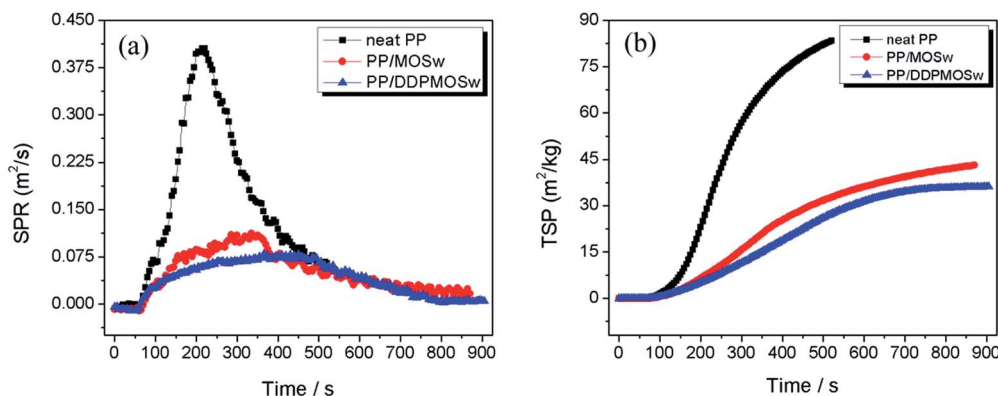 (a)
neat PP
PP/MOSw
PP/DDPMOSw
SPR (m²/s)
0.450
0.375
0.300
0.225
0.150
0.075
0.000
0 100 200 300 400 500 600 700 800 900
Time / s
(b)
neat PP
PP/MOSw
PP/DDPMOSw
TSP (m²/kg)
90
75
60
45
30
15
0
0 100 200 300 400 500 600 700 800 900
Time / s